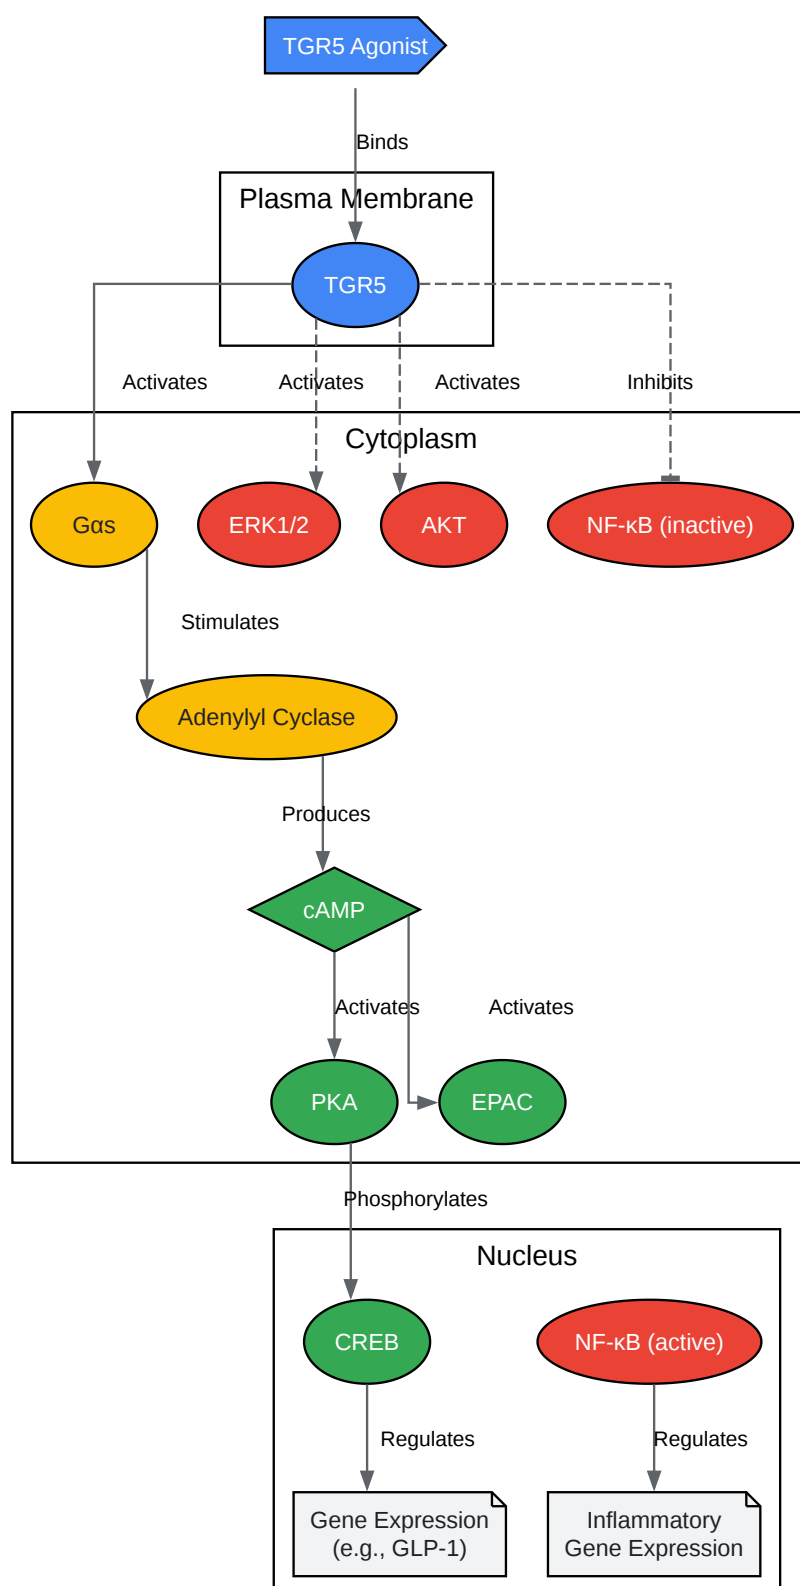 TGR5 Agonist
Binds
Plasma Membrane
TGR5
Activates
Activates
Activates
Inhibits
Cytoplasm
Gαs
ERK1/2
AKT
NF-κB (inactive)
Stimulates
Adenylyl Cyclase
Produces
cAMP
Activates
Activates
PKA
EPAC
Phosphorylates
Nucleus
CREB
NF-κB (active)
Regulates
Regulates
Gene Expression
(e.g., GLP-1)
Inflammatory
Gene Expression